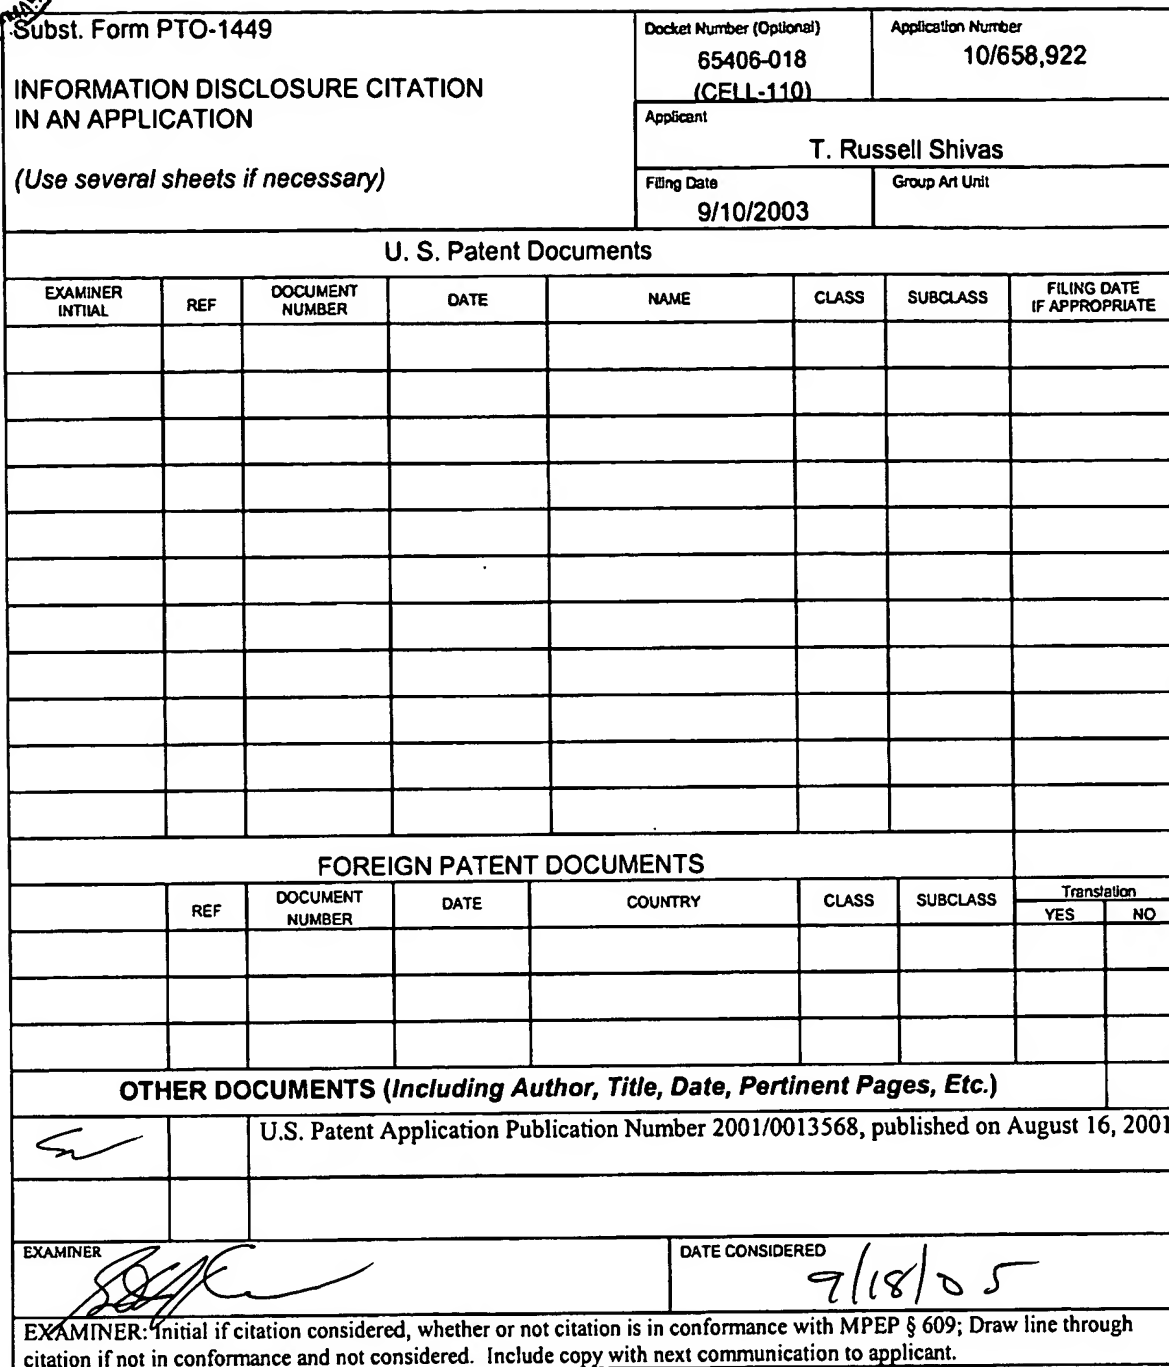 Subst. Form PTO-1449
INFORMATION DISCLOSURE CITATION
IN AN APPLICATION
(Use several sheets if necessary)
Docket Number (Optional)
65406-018
(CELL-110)
Application Number
10/658,922
Applicant
T. Russell Shivas
Filing Date
9/10/2003
Group Art Unit
U. S. Patent Documents
EXAMINER
INTIIAL
REF
DOCUMENT
NUMBER
DATE
NAME
CLASS
SUBCLASS
FILING DATE
IF APPROPRIATE
FOREIGN PATENT DOCUMENTS
REF
DOCUMENT
NUMBER
DATE
COUNTRY
CLASS
SUBCLASS
Translation
YES
NO
OTHER DOCUMENTS (Including Author, Title, Date, Pertinent Pages, Etc.)
U.S. Patent Application Publication Number 2001/0013568, published on August 16, 2001
EXAMINER
DATE CONSIDERED
9/18/05
EXAMINER: Initial if citation considered, whether or not citation is in conformance with MPEP § 609; Draw line through
citation if not in conformance and not considered. Include copy with next communication to applicant.